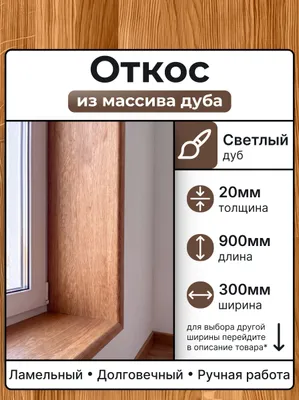 Откос
из массива дуба
Светлый
дуб
20мм
толщина
900мм
длина
300мм
ширина
для выбора другой
ширины перейдите
в описание товара*
Ламельный • Долговечный • Ручная работа